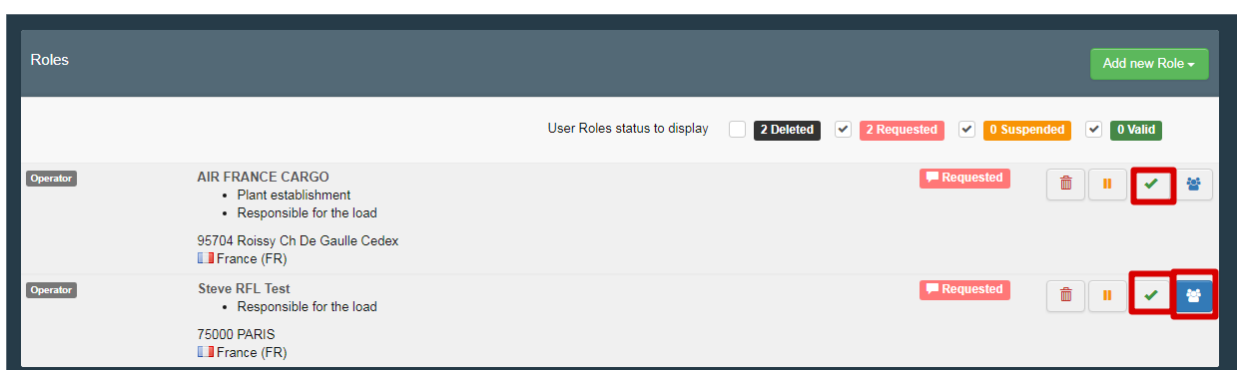 Roles
Add new Role
User Roles status to display 2 Deleted 2 Requested 0 Suspended 0 Valid
Operator AIR FRANCE CARGO Requested
• Plant establishment
• Responsible for the load
95704 Roissy Ch De Gaulle Cedex
France (FR)
Operator Steve RFL Test Requested
• Responsible for the load
75000 PARIS
France (FR)